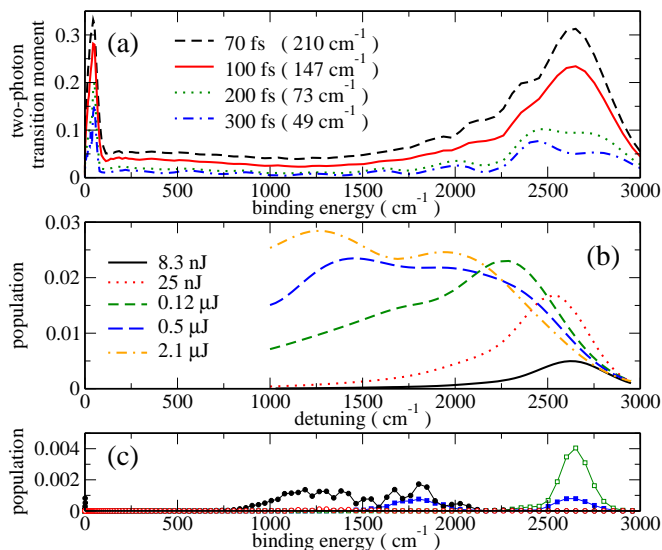 (a)
two-photon
transition moment
0.3
0.2
0.1
0
70 fs ( 210 cm-1)
100 fs ( 147 cm-1)
200 fs ( 73 cm-1)
300 fs ( 49 cm-1)
0 500 1000 1500 2000 2500 3000
binding energy ( cm-1)
(b)
population
0.03
0.02
0.01
0
8.3 nJ
25 nJ
0.12 μJ
0.5 μJ
2.1 μJ
0 500 1000 1500 2000 2500 3000
detuning ( cm-1)
(c)
population
0.004
0.002
0
0 500 1000 1500 2000 2500 3000
binding energy ( cm-1)